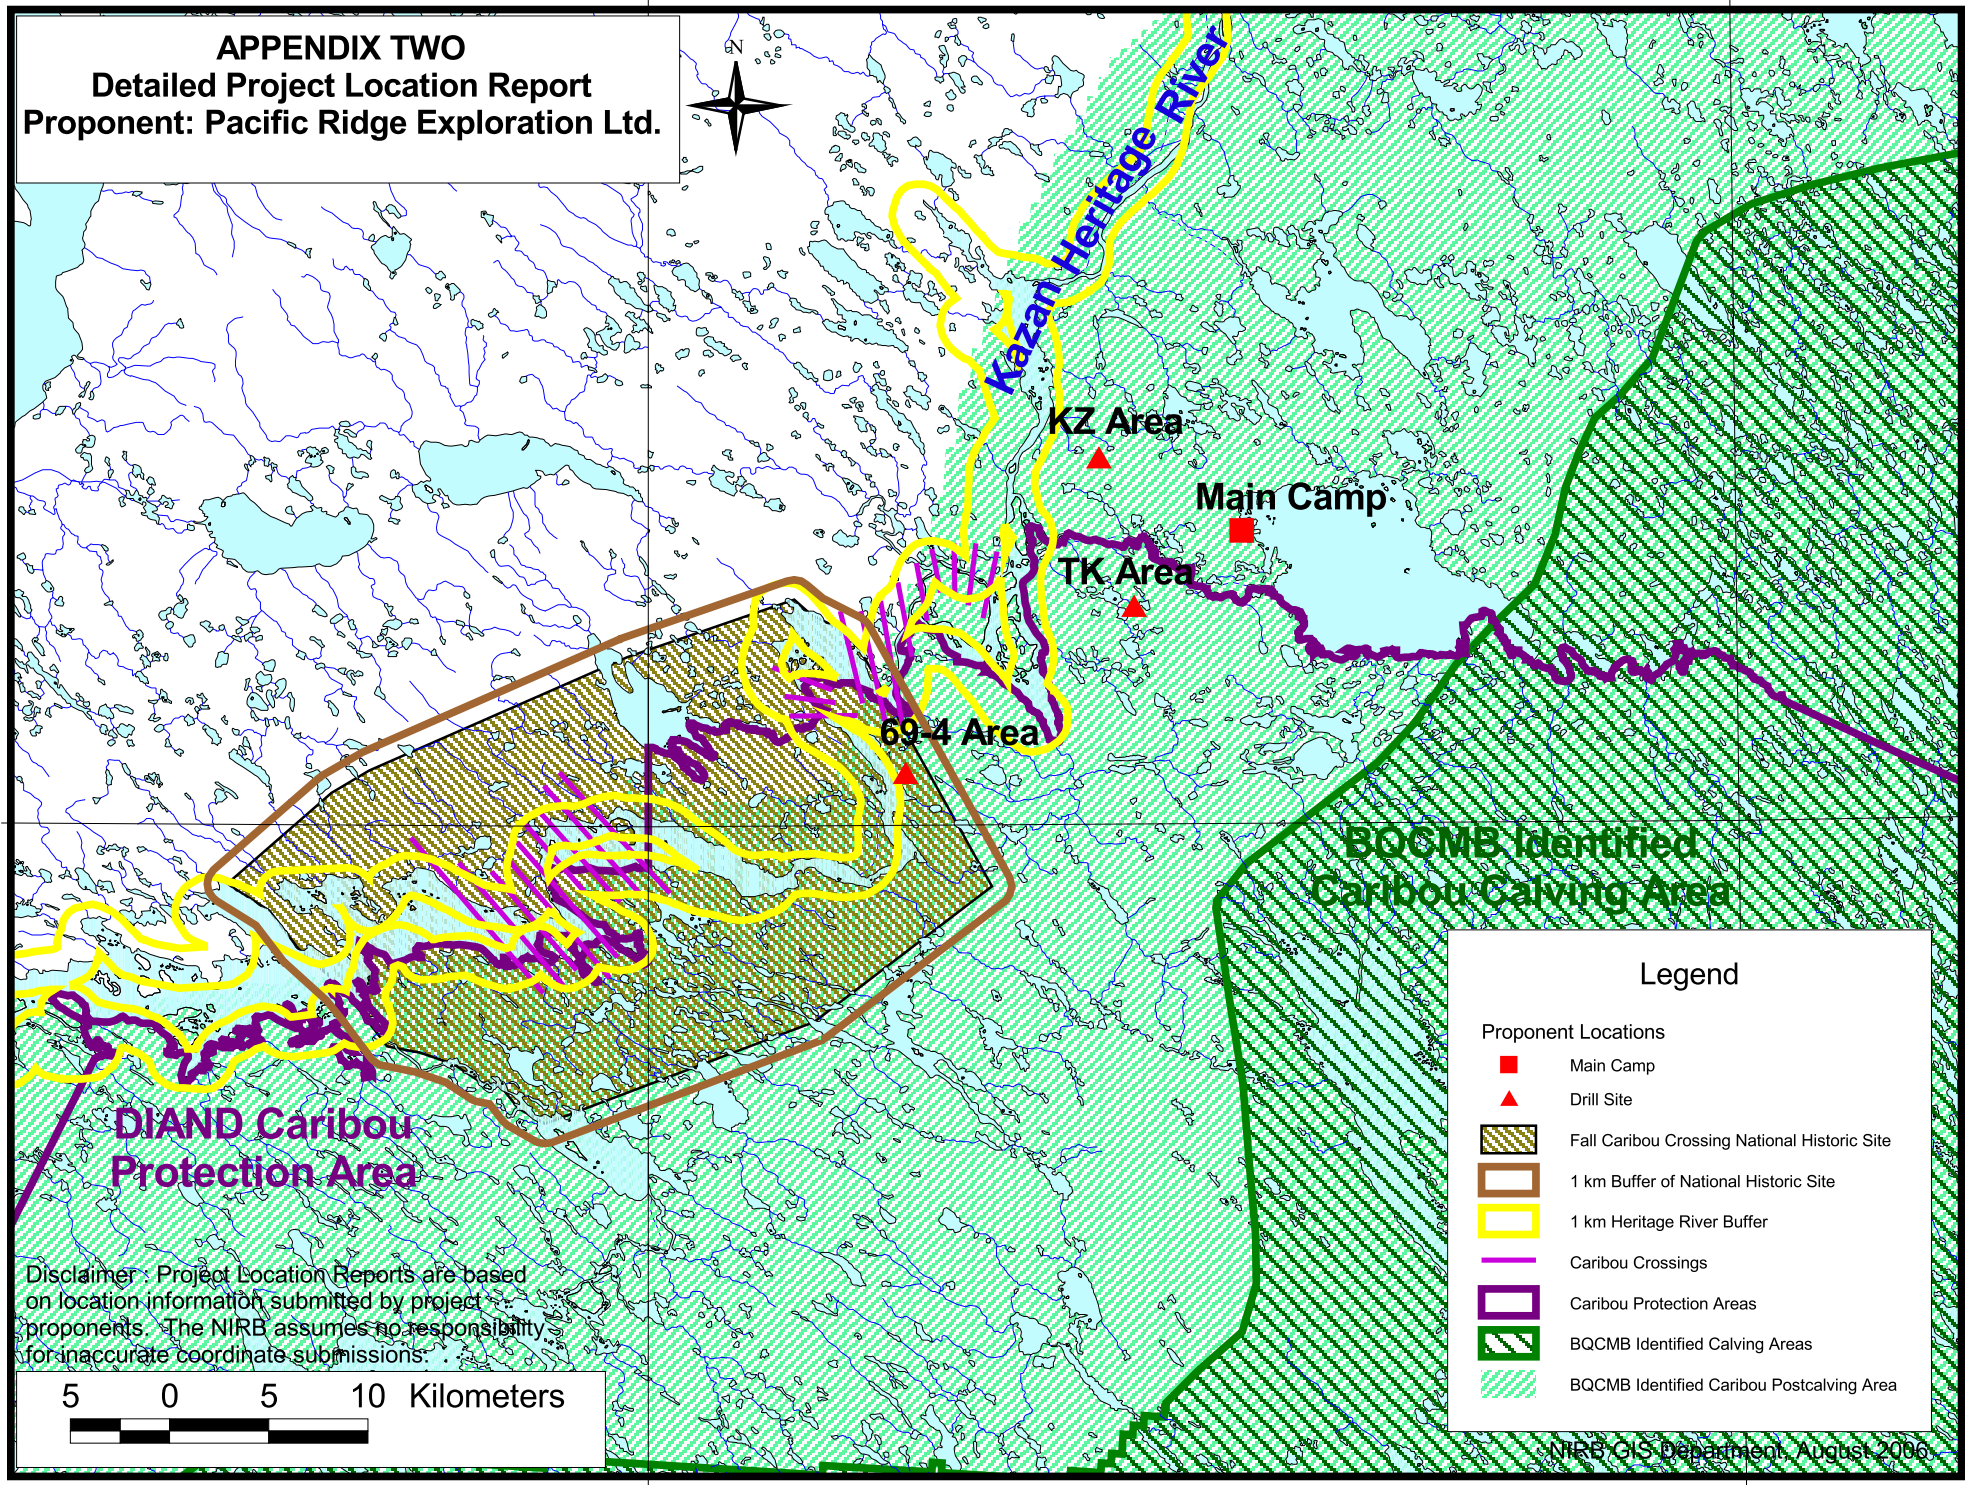 APPENDIX TWO
Detailed Project Location Report
Proponent: Pacific Ridge Exploration Ltd.
N
Kazan Heritage River
KZ Area
Main Camp
TK Area
69-4 Area
BQCMB Identified
Caribou Calving Area
DIAND Caribou
Protection Area
Legend
Proponent Locations
Main Camp
Drill Site
Fall Caribou Crossing National Historic Site
1 km Buffer of National Historic Site
1 km Heritage River Buffer
Caribou Crossings
Caribou Protection Areas
BQCMB Identified Calving Areas
BQCMB Identified Caribou Postcalving Area
Disclaimer : Project Location Reports are based
on location information submitted by project
proponents. The NIRB assumes no responsibility
for inaccurate coordinate submissions.
5 0 5 10 Kilometers
NIRB GIS Department, August 2006